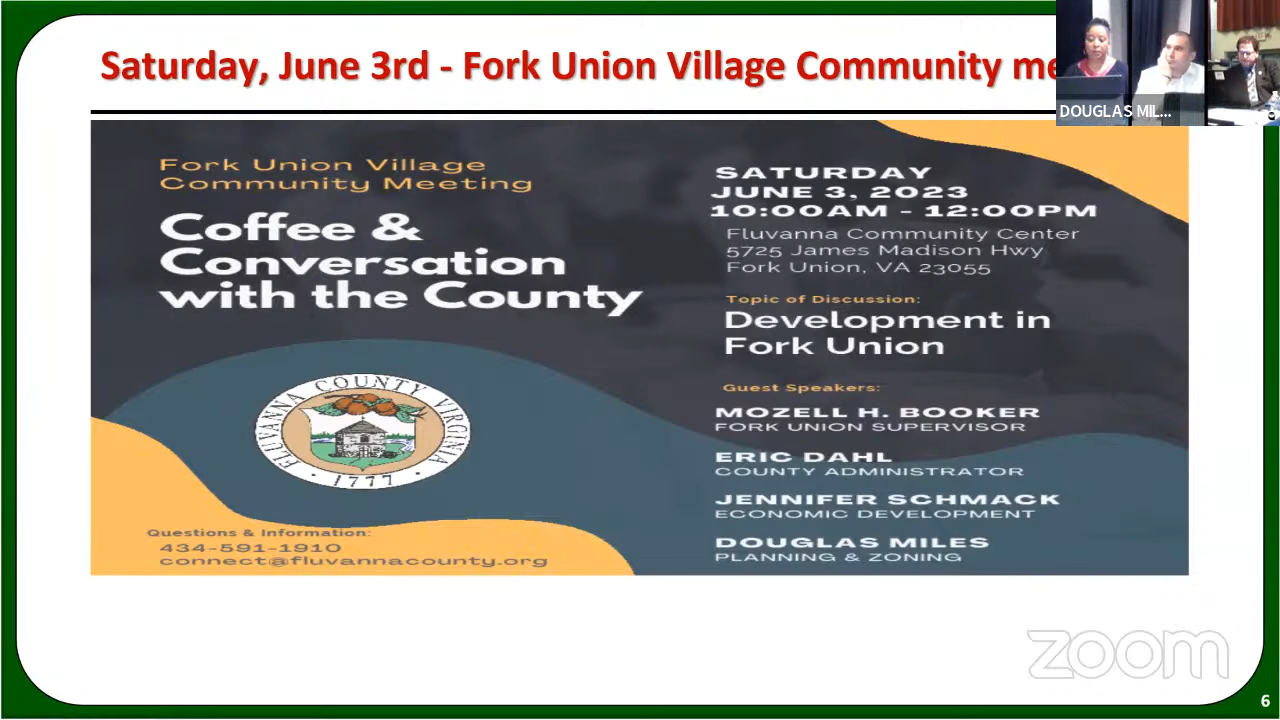 Saturday, June 3rd - Fork Union Village Community me
DOUGLAS MIL...
Fork Union Village
Community Meeting
Coffee &
Conversation
with the County
COUNTY
FLUVANNA
VIRGINIA
1777
Questions & Information:
434-591-1910
connect@fluvannacounty.org
SATURDAY
JUNE 3, 2023
10:00AM - 12:00PM
Fluvanna Community Center
5725 James Madison Hwy
Fork Union, VA 23055
Topic of Discussion:
Development in
Fork Union
Guest Speakers:
MOZELL H. BOOKER
FORK UNION SUPERVISOR
ERIC DAHL
COUNTY ADMINISTRATOR
JENNIFER SCHMACK
ECONOMIC DEVELOPMENT
DOUGLAS MILES
PLANNING & ZONING
zoom
6